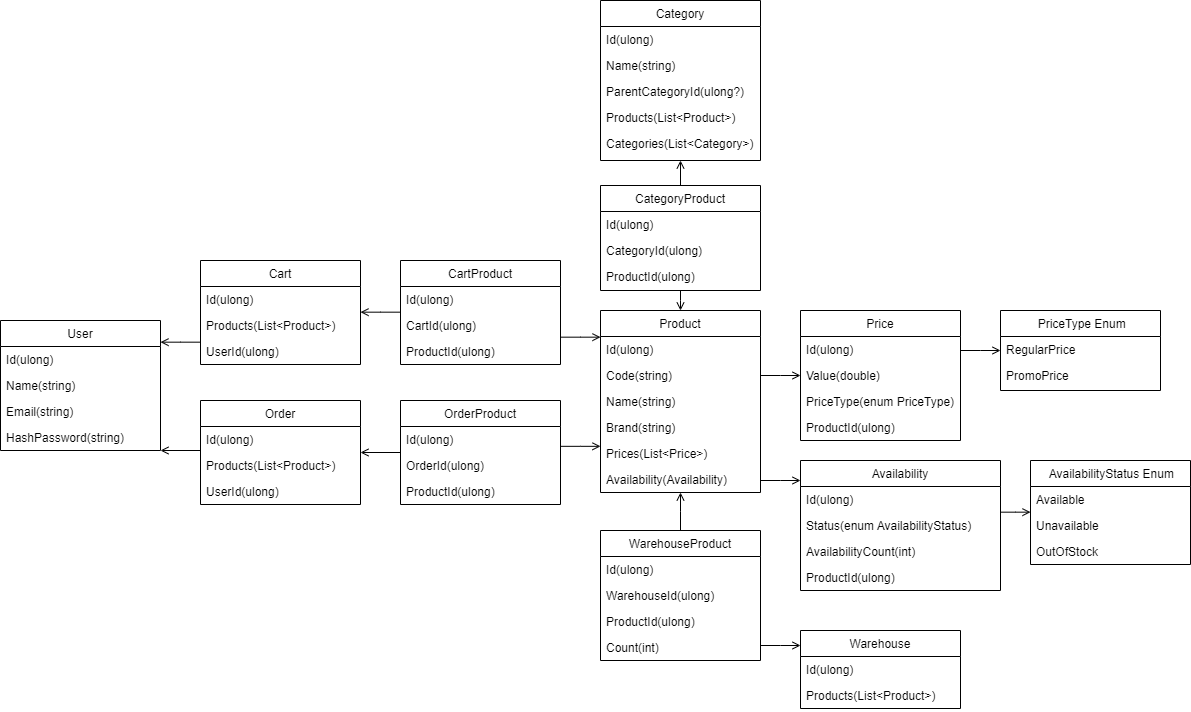 Category
Id(ulong)
Name(string)
ParentCategoryId(ulong?)
Products(List<Product>)
Categories(List<Category>)
CategoryProduct
Id(ulong)
CategoryId(ulong)
ProductId(ulong)
Cart
Id(ulong)
Products(List<Product>)
UserId(ulong)
CartProduct
Id(ulong)
CartId(ulong)
ProductId(ulong)
User
Id(ulong)
Name(string)
Email(string)
HashPassword(string)
Order
Id(ulong)
Products(List<Product>)
UserId(ulong)
OrderProduct
Id(ulong)
OrderId(ulong)
ProductId(ulong)
Product
Id(ulong)
Code(string)
Name(string)
Brand(string)
Prices(List<Price>)
Availability(Availability)
Price
Id(ulong)
Value(double)
PriceType(enum PriceType)
ProductId(ulong)
PriceType Enum
RegularPrice
PromoPrice
Availability
Id(ulong)
Status(enum AvailabilityStatus)
AvailabilityCount(int)
ProductId(ulong)
AvailabilityStatus Enum
Available
Unavailable
OutOfStock
WarehouseProduct
Id(ulong)
WarehouseId(ulong)
ProductId(ulong)
Count(int)
Warehouse
Id(ulong)
Products(List<Product>)